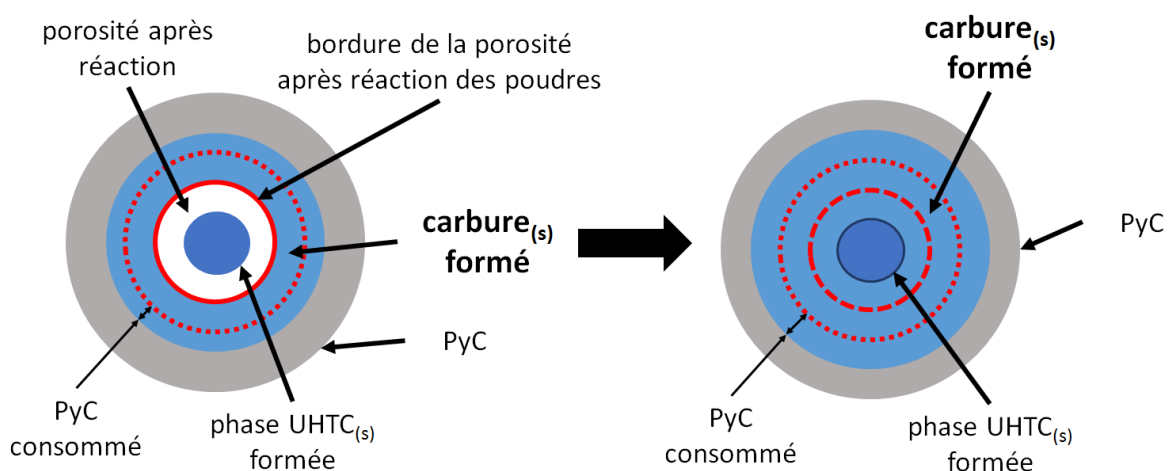 porosité après
réaction
bordure de la porosité
après réaction des poudres
carbure(s)
formé
PyC
PyC
consommé
phase UHTC(s)
formée
carbure(s)
formé
PyC
PyC
consommé
phase UHTC(s)
formée